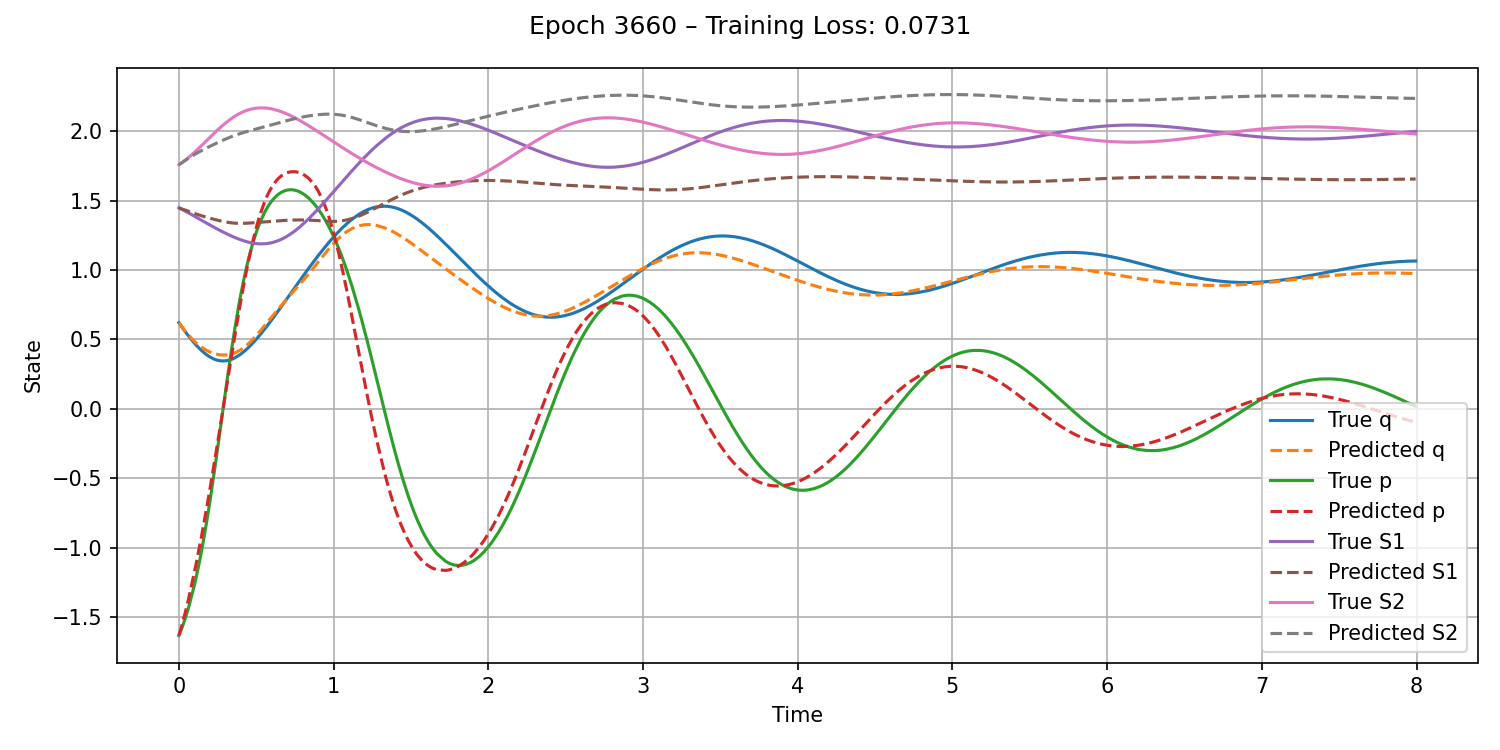 Epoch 3660 – Training Loss: 0.0731
2.0
1.5
1.0
0.5
0.0
−0.5
−1.0
−1.5
State
True q
Predicted q
True p
Predicted p
True S1
Predicted S1
True S2
Predicted S2
0 1 2 3 4 5 6 7 8
Time